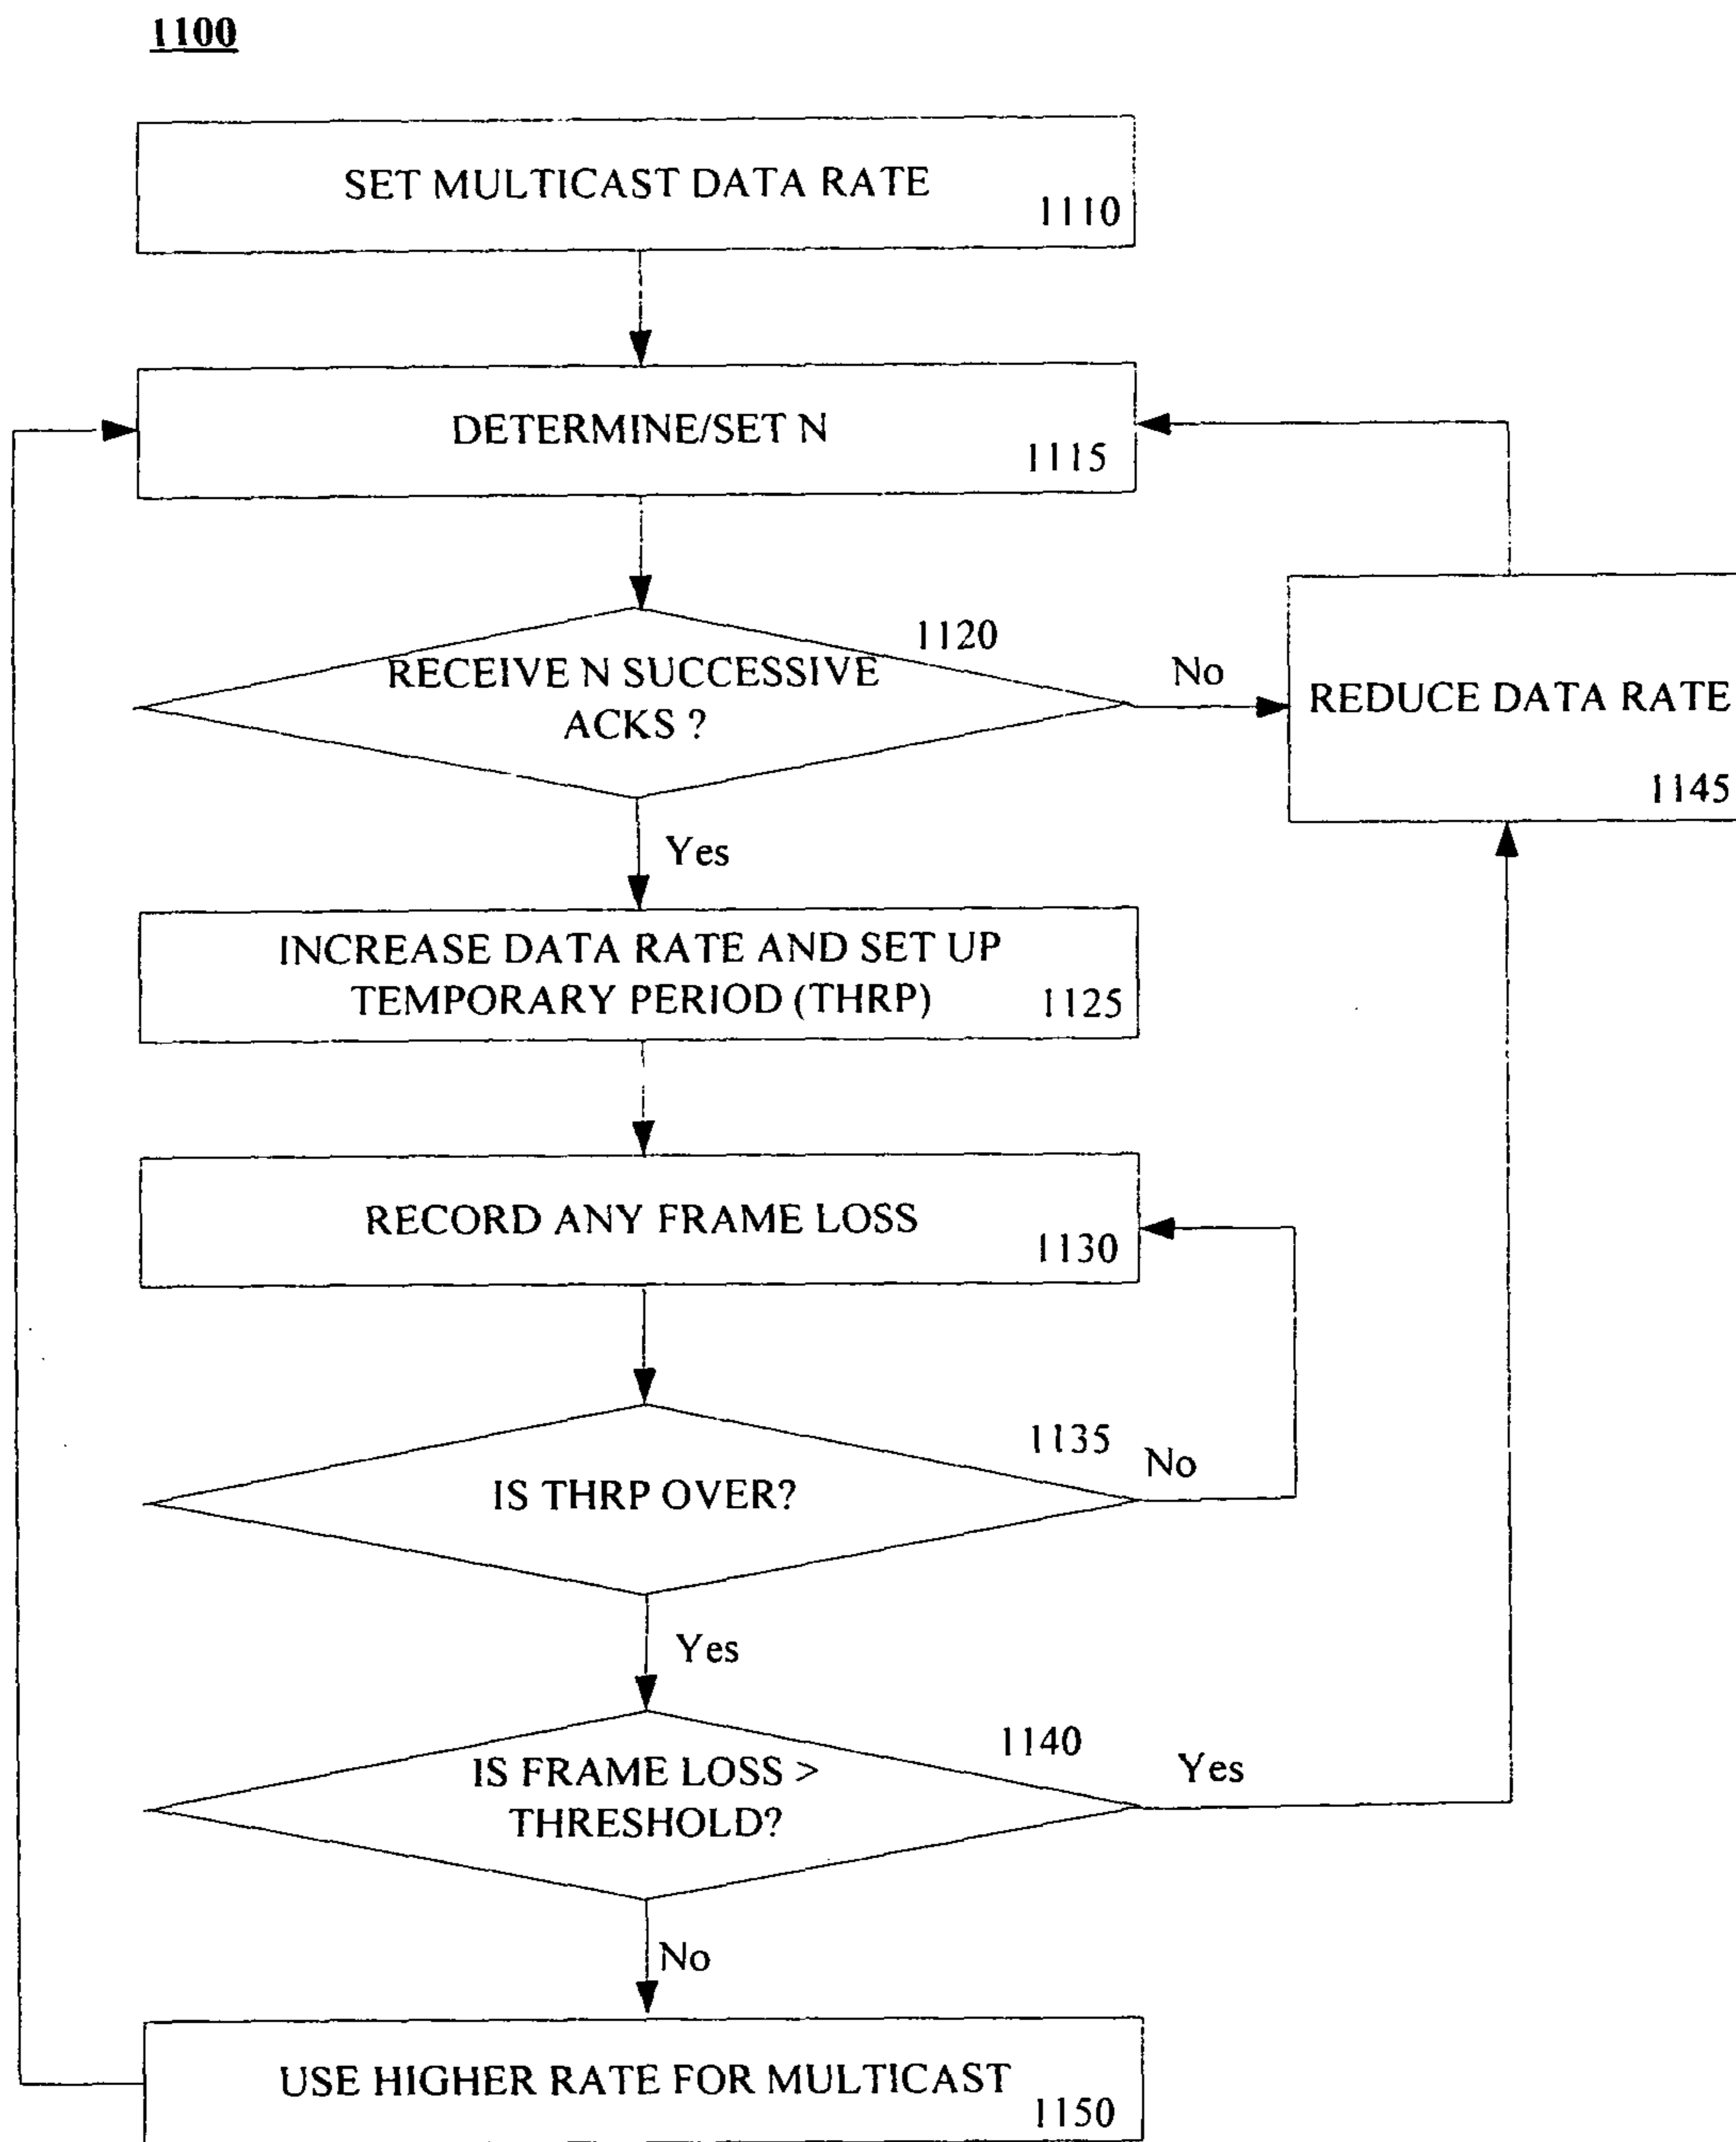 1100
SET MULTICAST DATA RATE
1110
DETERMINE/SET N
1115
1120
RECEIVE N SUCCESSIVE
ACKS ?
No
REDUCE DATA RATE
1145
Yes
INCREASE DATA RATE AND SET UP
TEMPORARY PERIOD (THRP)
1125
RECORD ANY FRAME LOSS
1130
1135
IS THRP OVER?
No
Yes
1140
IS FRAME LOSS >
THRESHOLD?
Yes
No
USE HIGHER RATE FOR MULTICAST
1150